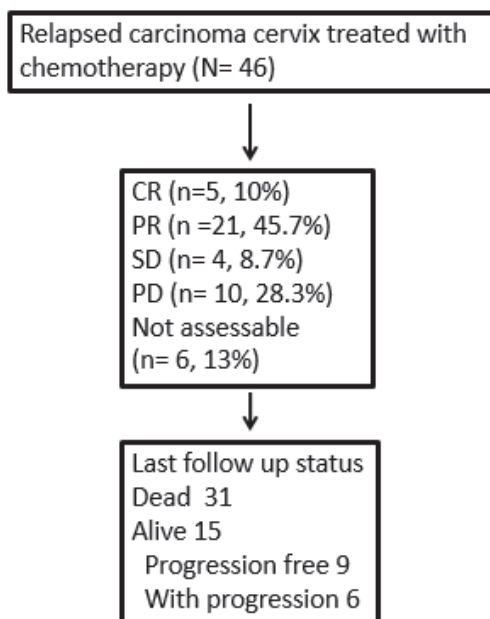 Relapsed carcinoma cervix treated with
chemotherapy (N= 46)
CR (n=5, 10%)
PR (n =21, 45.7%)
SD (n= 4, 8.7%)
PD (n= 10, 28.3%)
Not assessable
(n= 6, 13%)
Last follow up status
Dead 31
Alive 15
Progression free 9
With progression 6